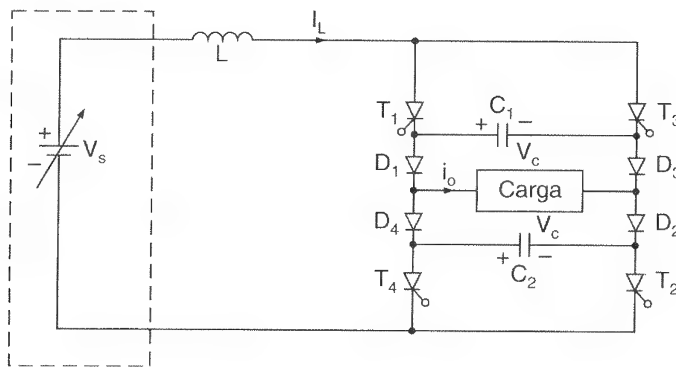 I_L
L
T_1
C_1
T_3
+ −
V_c
+
−
V_s
D_1
D_3
i_o
Carga
D_4
V_c
D_2
+ −
C_2
T_4
T_2